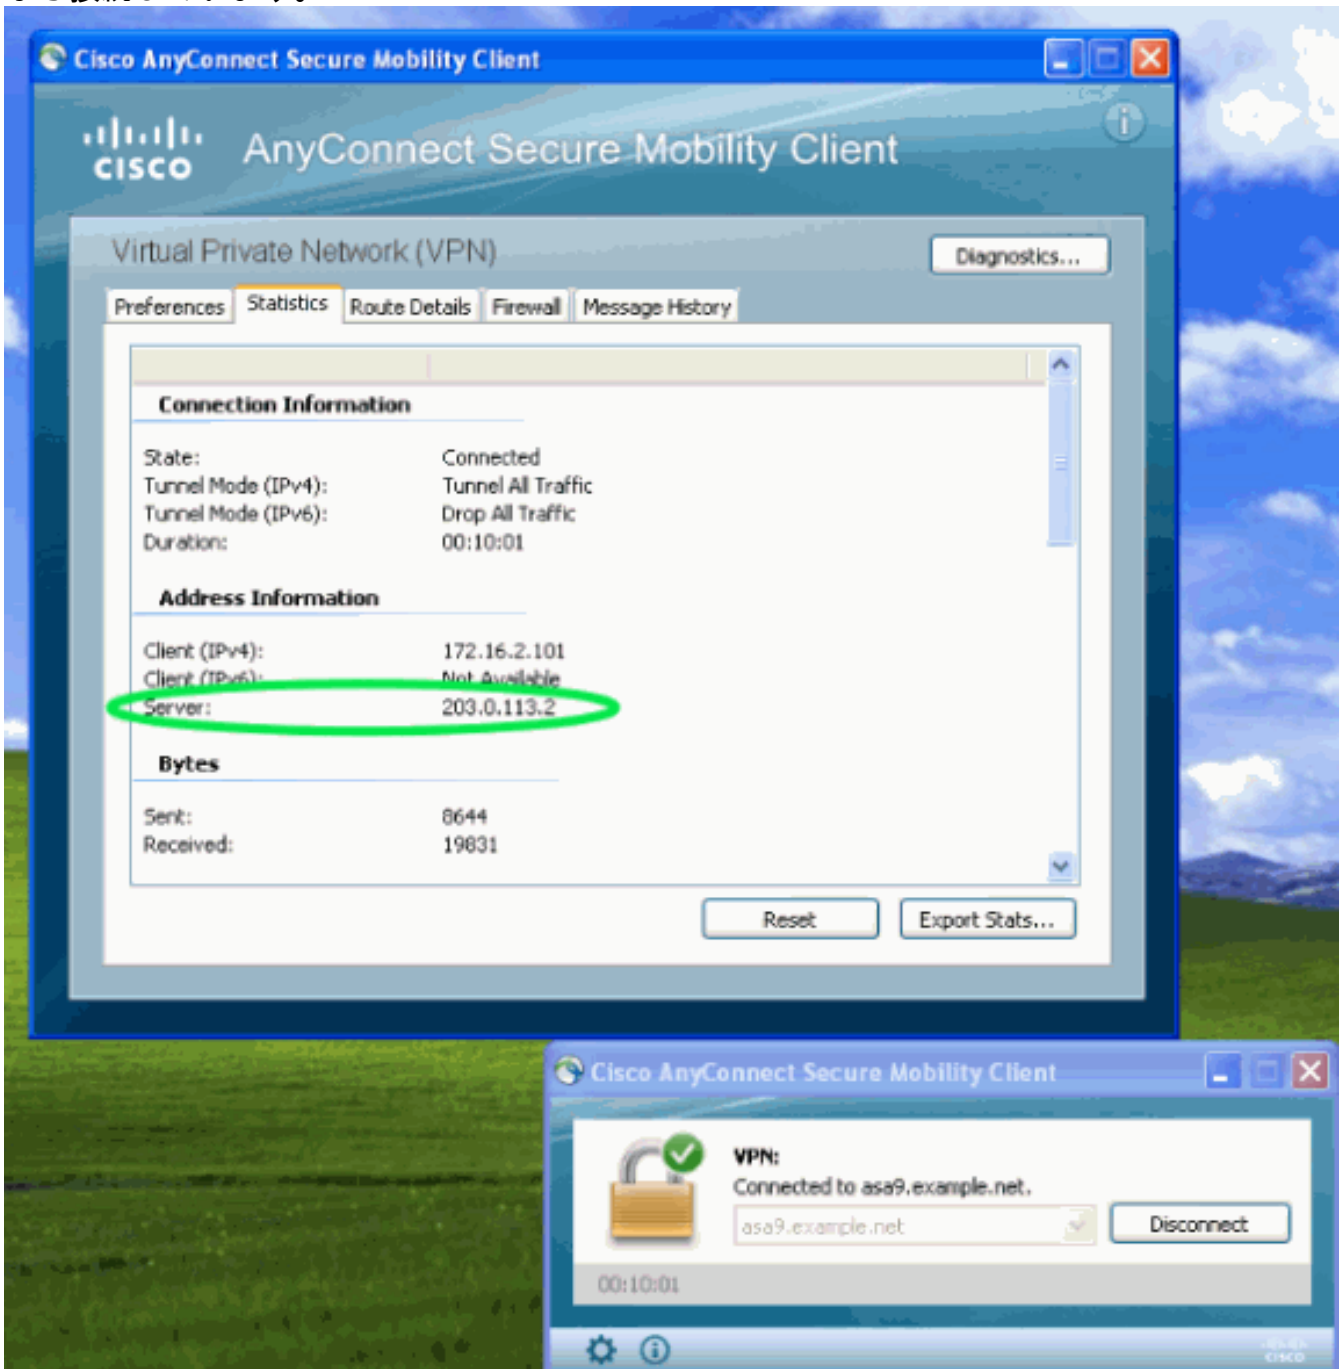 Cisco AnyConnect Secure Mobility Client
CISCO AnyConnect Secure Mobility Client
Virtual Private Network (VPN)
Diagnostics...
Preferences Statistics Route Details Firewall Message History
Connection Information
State: Connected
Tunnel Mode (IPv4): Tunnel All Traffic
Tunnel Mode (IPv6): Drop All Traffic
Duration: 00:10:01
Address Information
Client (IPv4): 172.16.2.101
Client (IPv6): Not Available
Server: 203.0.113.2
Bytes
Sent: 8644
Received: 19831
Reset Export Stats...
Cisco AnyConnect Secure Mobility Client
VPN:
Connected to asa9.example.net.
asa9.example.net Disconnect
00:10:01
CISCO